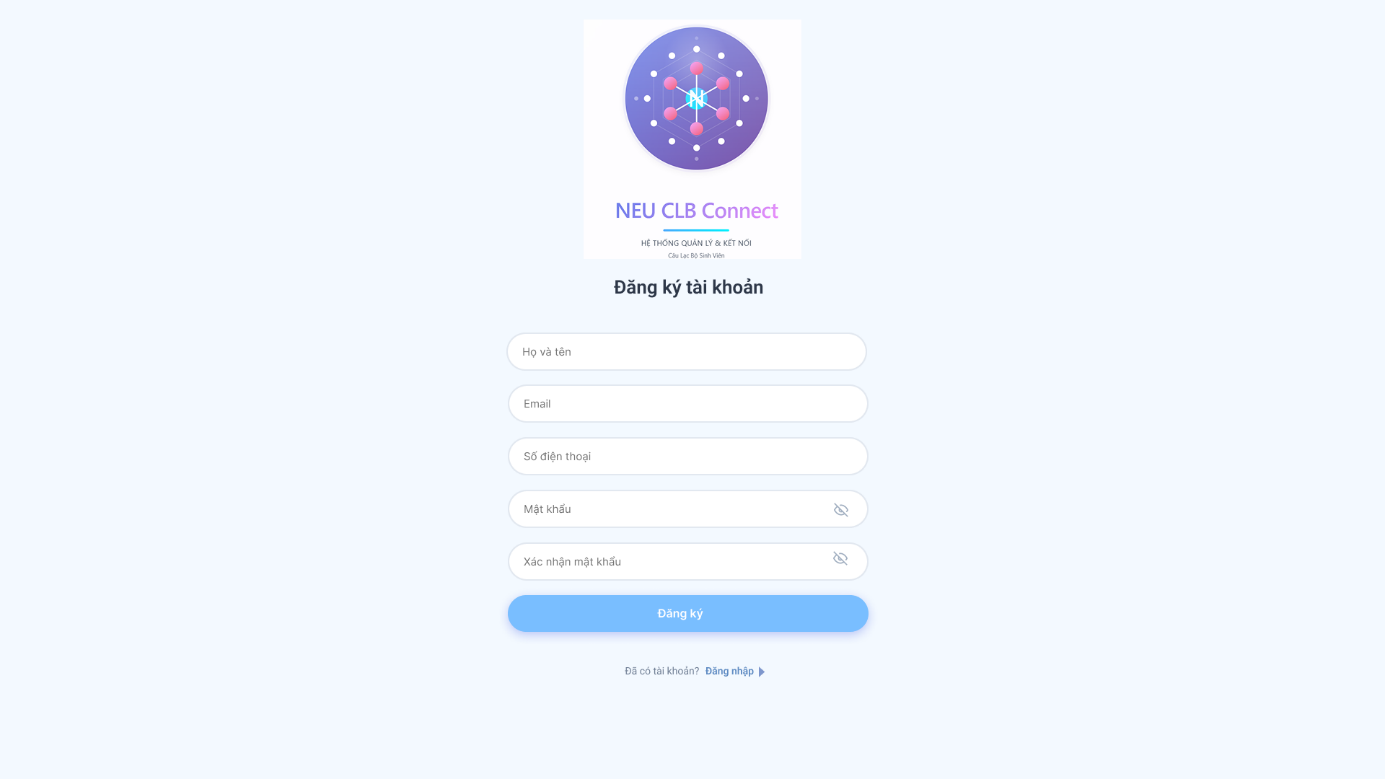 N
NEU CLB Connect
HỆ THỐNG QUẢN LÝ & KẾT NỐI
Câu Lạc Bộ Sinh Viên
Đăng ký tài khoản
Họ và tên
Email
Số điện thoại
Mật khẩu
Xác nhận mật khẩu
Đăng ký
Đã có tài khoản? Đăng nhập